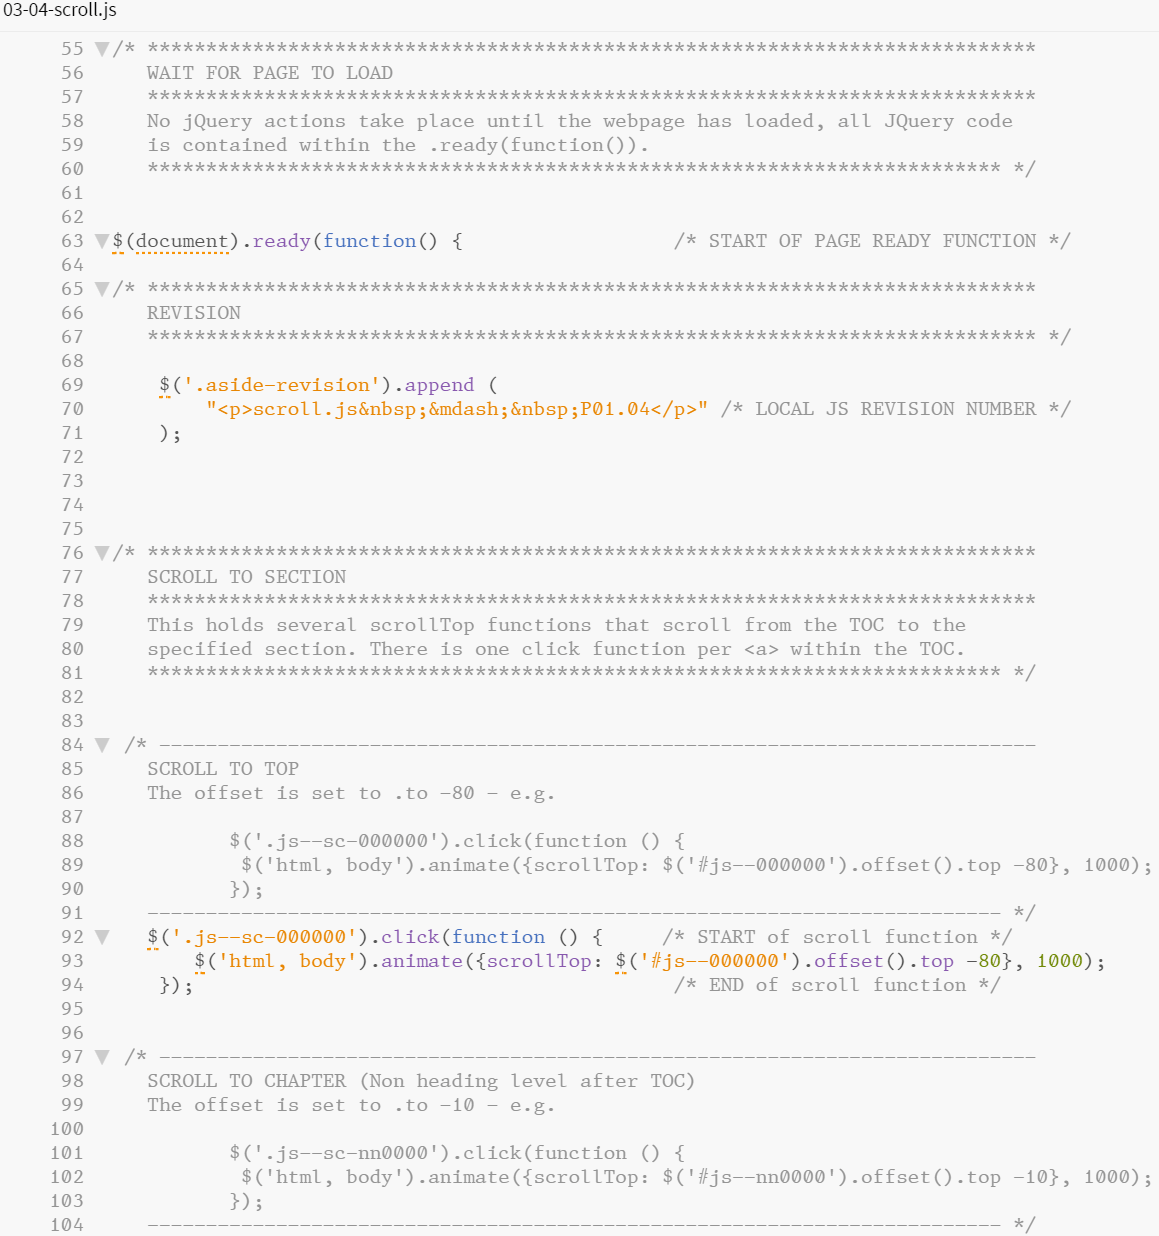 03-04-scroll.js
55 ▼/* ****************************************************************************
56 WAIT FOR PAGE TO LOAD
57 ****************************************************************************
58 No jQuery actions take place until the webpage has loaded, all JQuery code
59 is contained within the .ready(function()).
60 ************************************************************************* */
61
62
63 ▼$(document).ready(function() { /* START OF PAGE READY FUNCTION */
64
65 ▼/* ****************************************************************************
66 REVISION
67 **************************************************************************** */
68
69 $('.aside-revision').append (
70 "<p>scroll.js&nbsp;&mdash;&nbsp;P01.04</p>" /* LOCAL JS REVISION NUMBER */
71 );
72
73
74
75
76 ▼/* ****************************************************************************
77 SCROLL TO SECTION
78 ****************************************************************************
79 This holds several scrollTop functions that scroll from the TOC to the
80 specified section. There is one click function per <a> within the TOC.
81 ************************************************************************* */
82
83
84 ▼ /* ---------------------------------------------------------------------------
85 SCROLL TO TOP
86 The offset is set to .to -80 - e.g.
87
88 $('.js--sc-000000').click(function () {
89 $('html, body').animate({scrollTop: $('#js--000000').offset().top -80}, 1000);
90 });
91 ------------------------------------------------------------------------- */
92 ▼ $('.js--sc-000000').click(function () { /* START of scroll function */
93 $('html, body').animate({scrollTop: $('#js--000000').offset().top -80}, 1000);
94 }); /* END of scroll function */
95
96
97 ▼ /* ---------------------------------------------------------------------------
98 SCROLL TO CHAPTER (Non heading level after TOC)
99 The offset is set to .to -10 - e.g.
100
101 $('.js--sc-nn0000').click(function () {
102 $('html, body').animate({scrollTop: $('#js--nn0000').offset().top -10}, 1000);
103 });
104 ------------------------------------------------------------------------- */